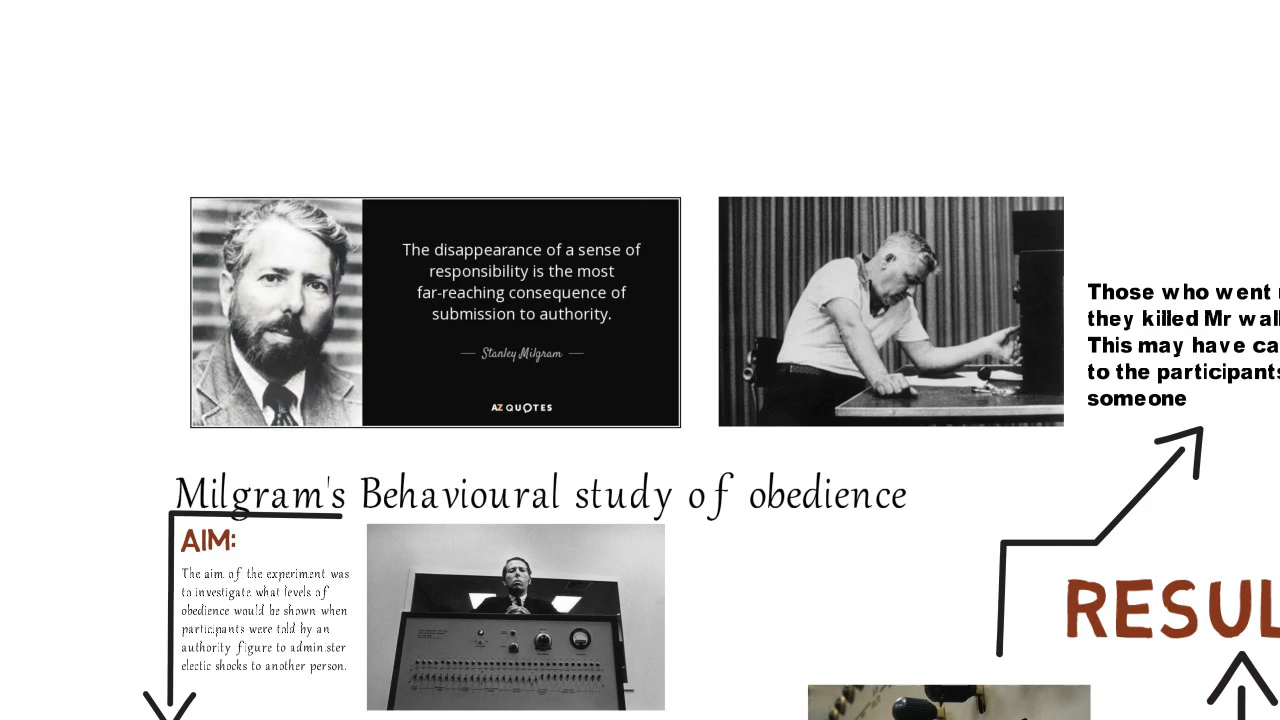 The disappearance of a sense of
responsibility is the most
far-reaching consequence of
submission to authority.
Stanley Milgram
AZ QUOTES
Those who went
they killed Mr
This may have
to the participants
someone
Milgram's Behavioural study of obedience
AIM:
The aim of the experiment was
to investigate what levels of
obedience would be shown when
participants were told by an
authority figure to administer
electic shocks to another person.
RESUL